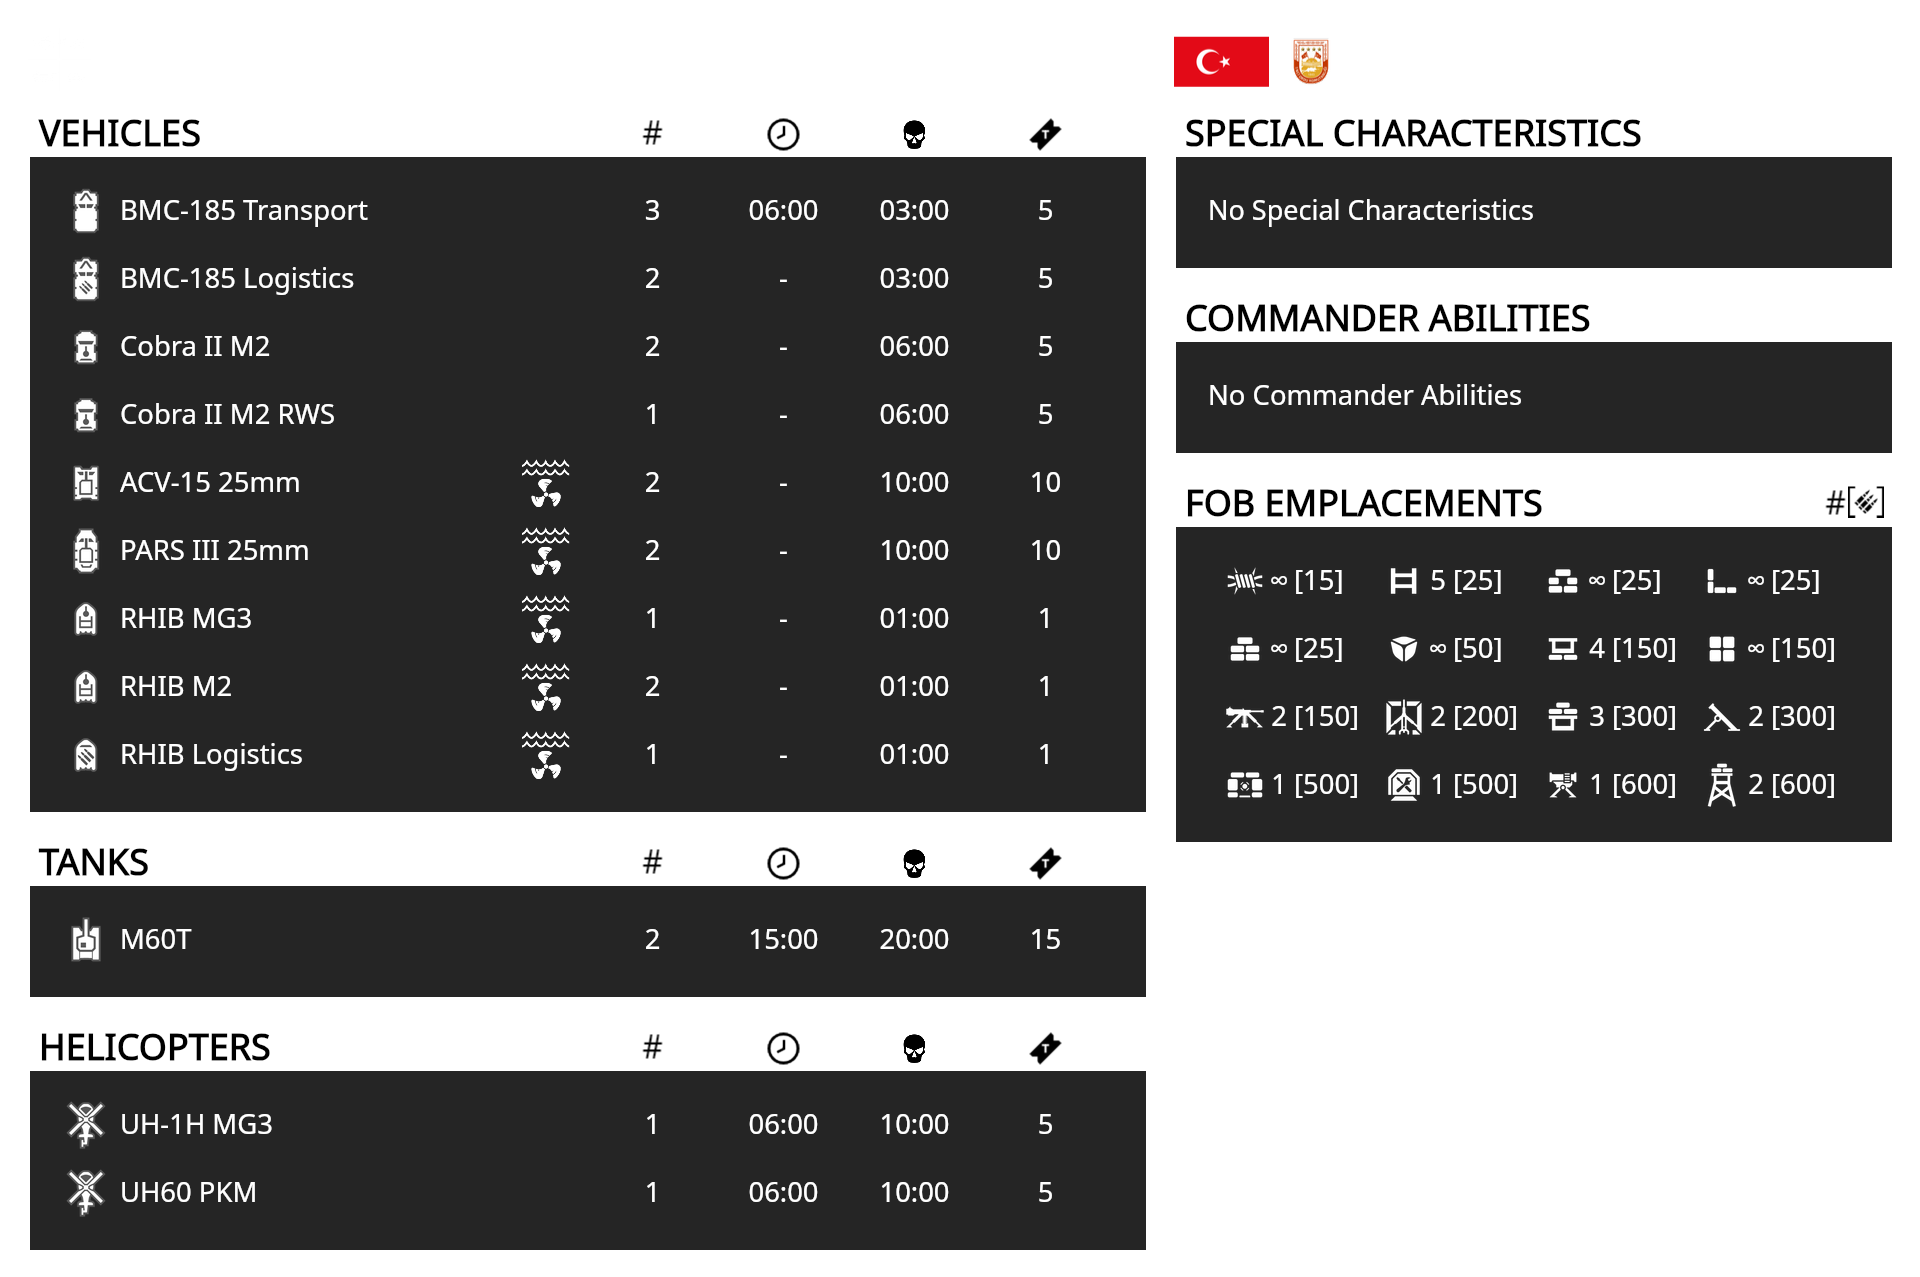 VEHICLES #
BMC-185 Transport 3 06:00 03:00 5
BMC-185 Logistics 2 - 03:00 5
Cobra II M2 2 - 06:00 5
Cobra II M2 RWS 1 - 06:00 5
ACV-15 25mm 2 - 10:00 10
PARS III 25mm 2 - 10:00 10
RHIB MG3 1 - 01:00 1
RHIB M2 2 - 01:00 1
RHIB Logistics 1 - 01:00 1
TANKS #
M60T 2 15:00 20:00 15
HELICOPTERS #
UH-1H MG3 1 06:00 10:00 5
UH60 PKM 1 06:00 10:00 5
SPECIAL CHARACTERISTICS
No Special Characteristics
COMMANDER ABILITIES
No Commander Abilities
FOB EMPLACEMENTS #[ ]
∞ [15] 5 [25] ∞ [25] ∞ [25]
∞ [25] ∞ [50] 4 [150] ∞ [150]
2 [150] 2 [200] 3 [300] 2 [300]
1 [500] 1 [500] 1 [600] 2 [600]